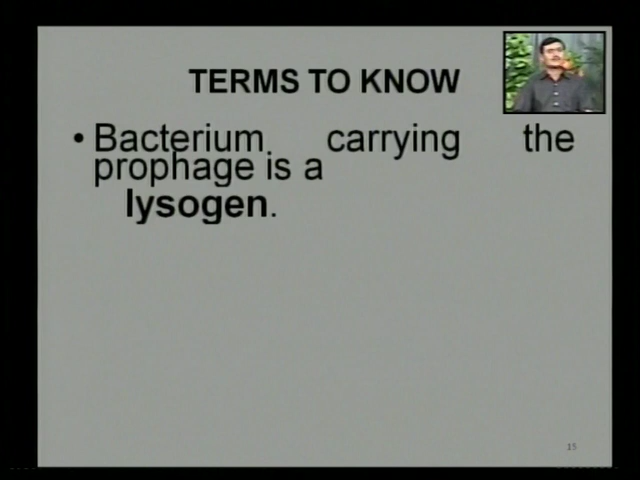 TERMS TO KNOW
• Bacterium carrying the
prophage is a
lysogen.
15